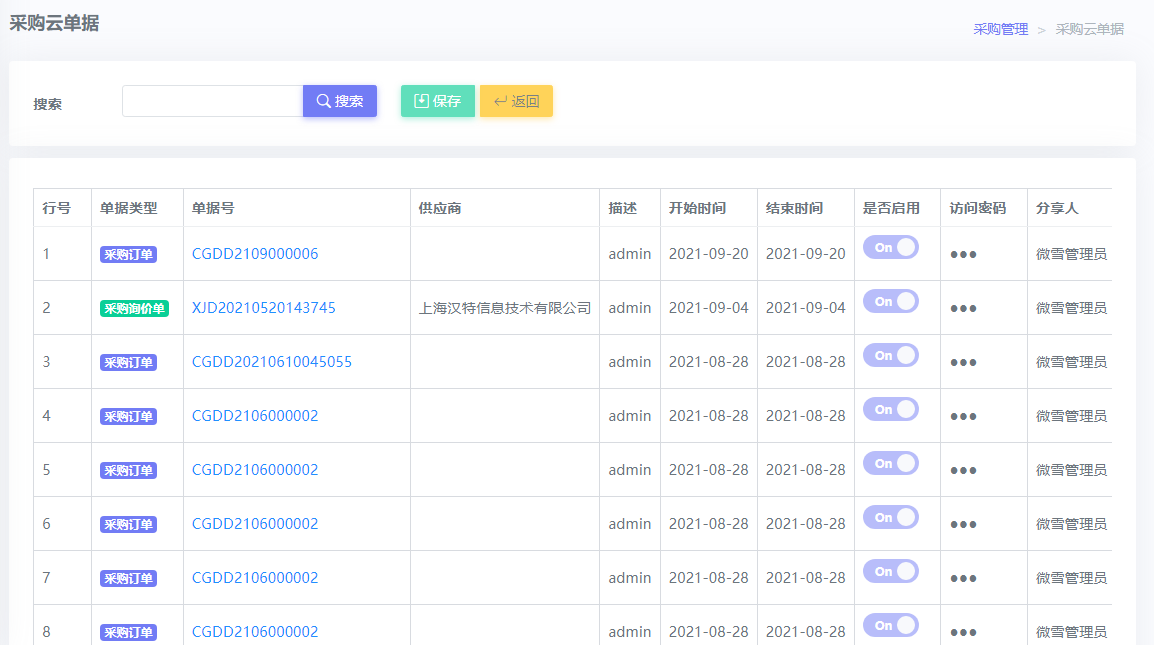 采购云单据
采购管理 > 采购云单据
搜索 搜索 保存 返回
行号 单据类型 单据号 供应商 描述 开始时间 结束时间 是否启用 访问密码 分享人
1 采购订单 CGDD2109000006 admin 2021-09-20 2021-09-20 On ●●● 微雪管理员
2 采购询价单 XJD20210520143745 上海汉特信息技术有限公司 admin 2021-09-04 2021-09-04 On ●●● 微雪管理员
3 采购订单 CGDD20210610045055 admin 2021-08-28 2021-08-28 On ●●● 微雪管理员
4 采购订单 CGDD2106000002 admin 2021-08-28 2021-08-28 On ●●● 微雪管理员
5 采购订单 CGDD2106000002 admin 2021-08-28 2021-08-28 On ●●● 微雪管理员
6 采购订单 CGDD2106000002 admin 2021-08-28 2021-08-28 On ●●● 微雪管理员
7 采购订单 CGDD2106000002 admin 2021-08-28 2021-08-28 On ●●● 微雪管理员
8 采购订单 CGDD2106000002 admin 2021-08-28 2021-08-28 On ●●● 微雪管理员